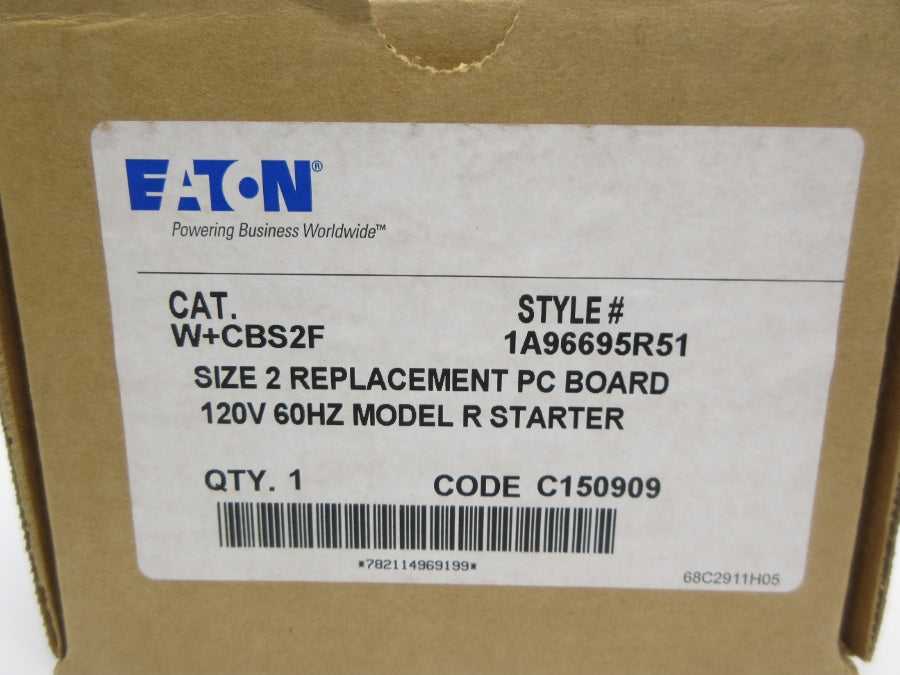 EATON®
Powering Business Worldwide™
CAT. STYLE #
W+CBS2F 1A96695R51
SIZE 2 REPLACEMENT PC BOARD
120V 60HZ MODEL R STARTER
QTY. 1 CODE C150909
*782114969199*
68C2911H05